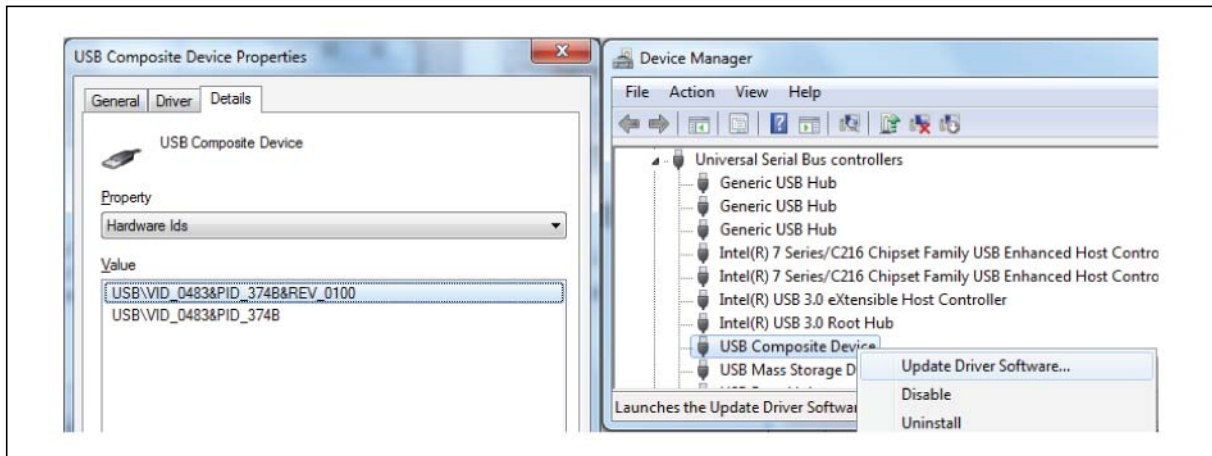 USB Composite Device Properties
General Driver Details
USB Composite Device
Property
Hardware Ids
Value
USB\VID_0483&PID_374B&REV_0100
USB\VID_0483&PID_374B
Device Manager
File Action View Help
Universal Serial Bus controllers
Generic USB Hub
Generic USB Hub
Generic USB Hub
Intel(R) 7 Series/C216 Chipset Family USB Enhanced Host Contro
Intel(R) 7 Series/C216 Chipset Family USB Enhanced Host Contro
Intel(R) USB 3.0 eXtensible Host Controller
Intel(R) USB 3.0 Root Hub
USB Composite Device
USB Mass Storage D
Launches the Update Driver Softwar
Update Driver Software...
Disable
Uninstall